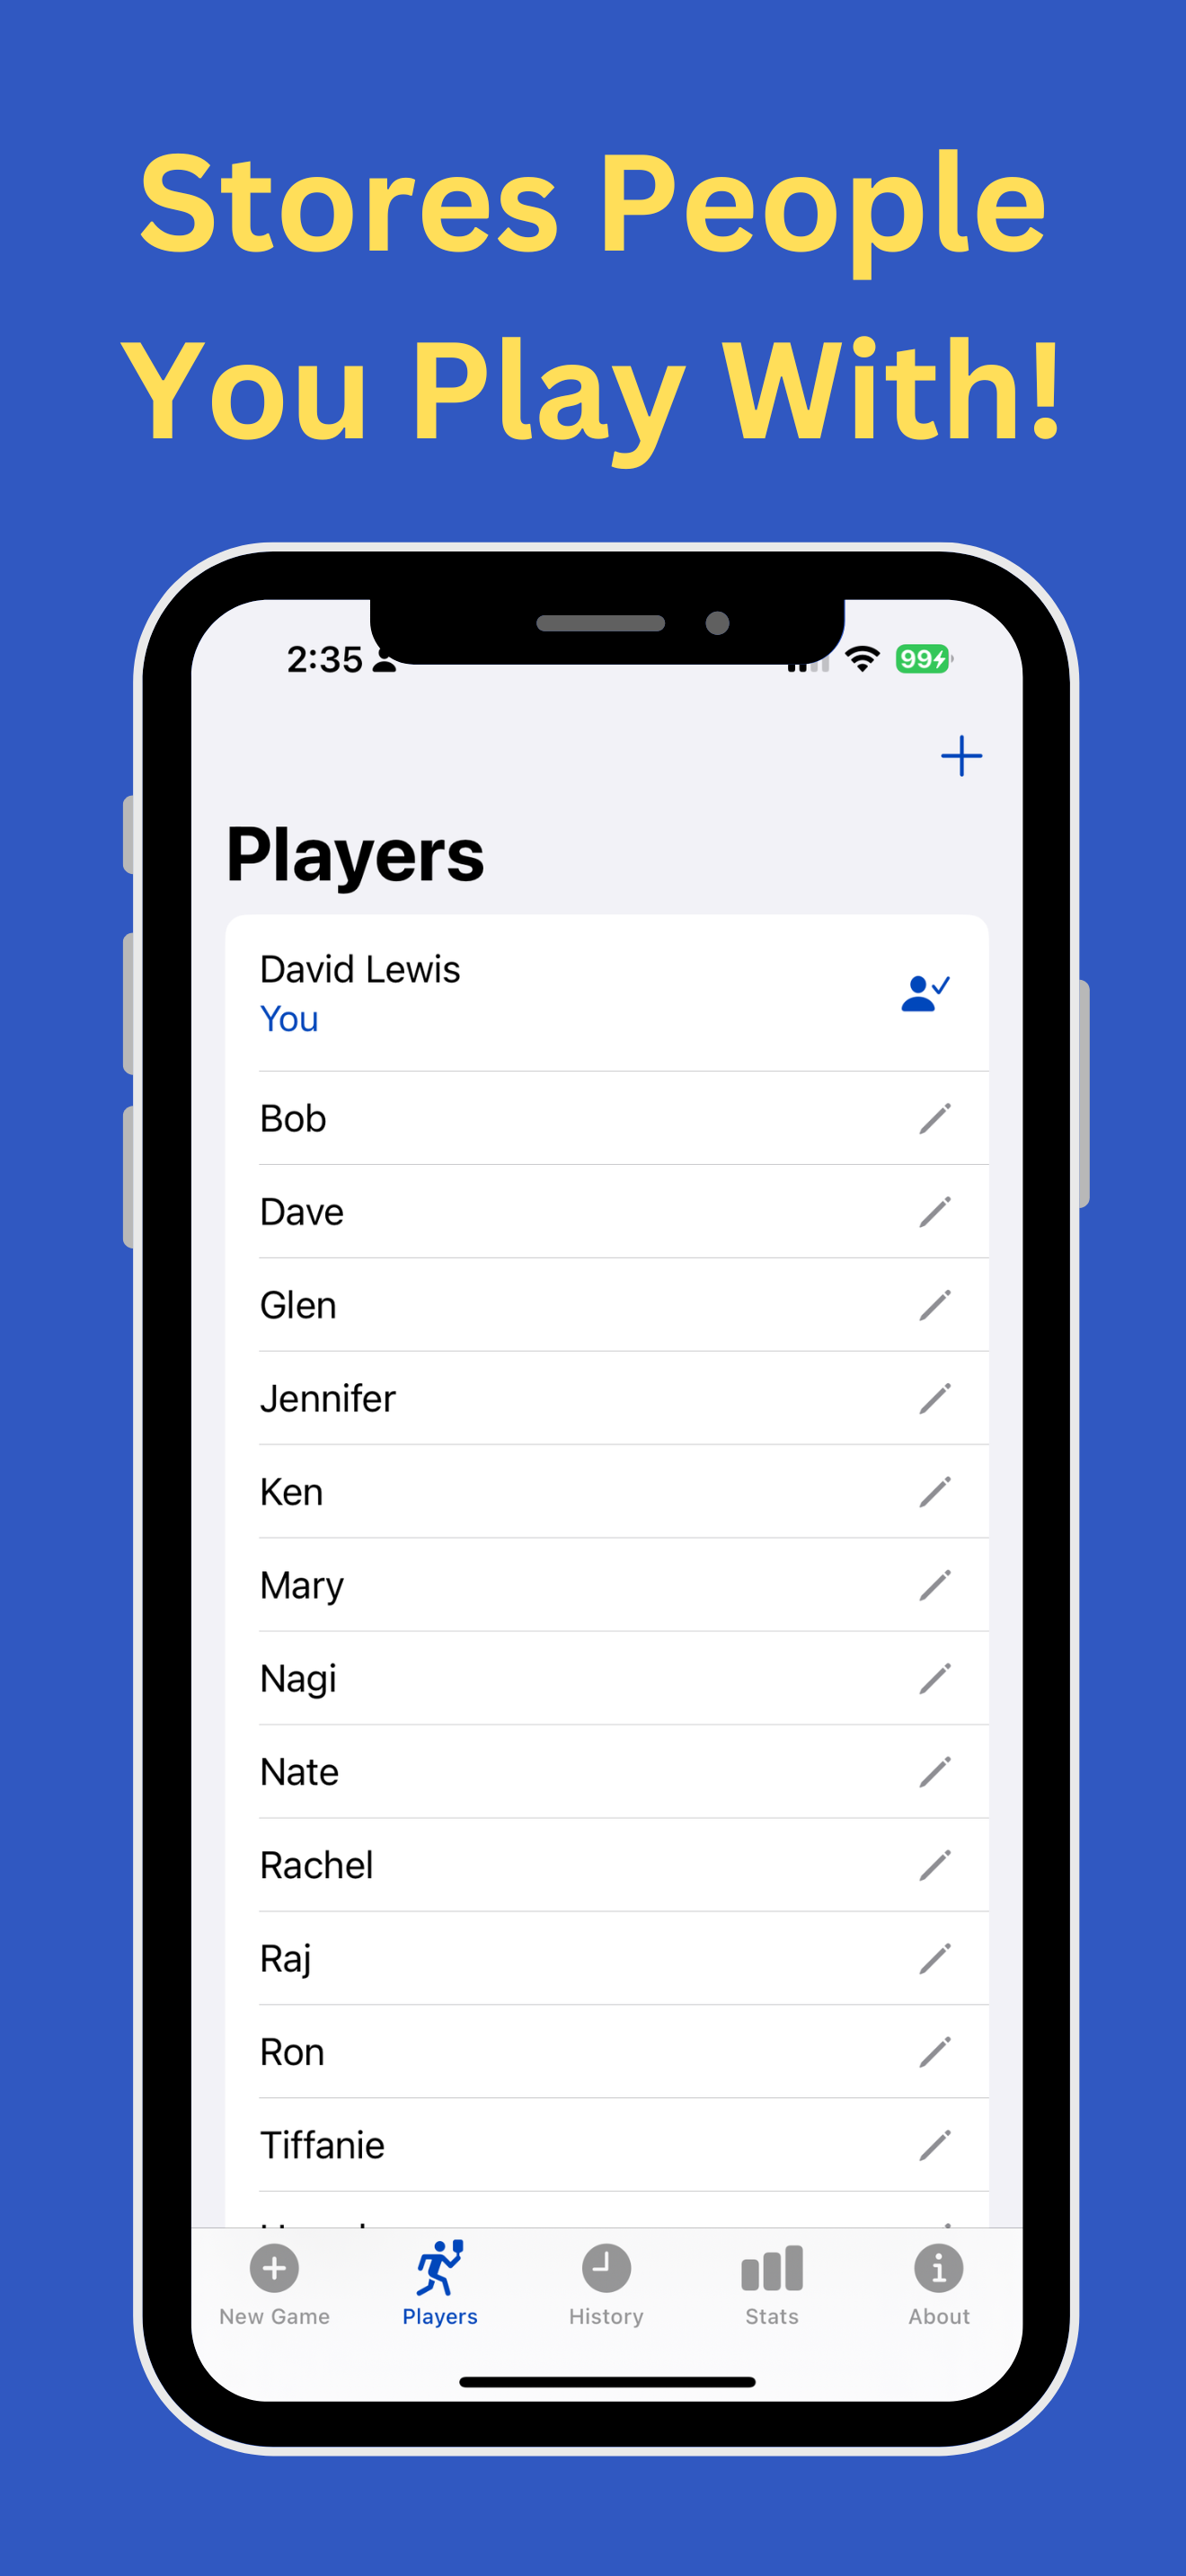 Stores People
You Play With!
2:35
99
Players
David Lewis
You
Bob
Dave
Glen
Jennifer
Ken
Mary
Nagi
Nate
Rachel
Raj
Ron
Tiffanie
New Game
Players
History
Stats
About